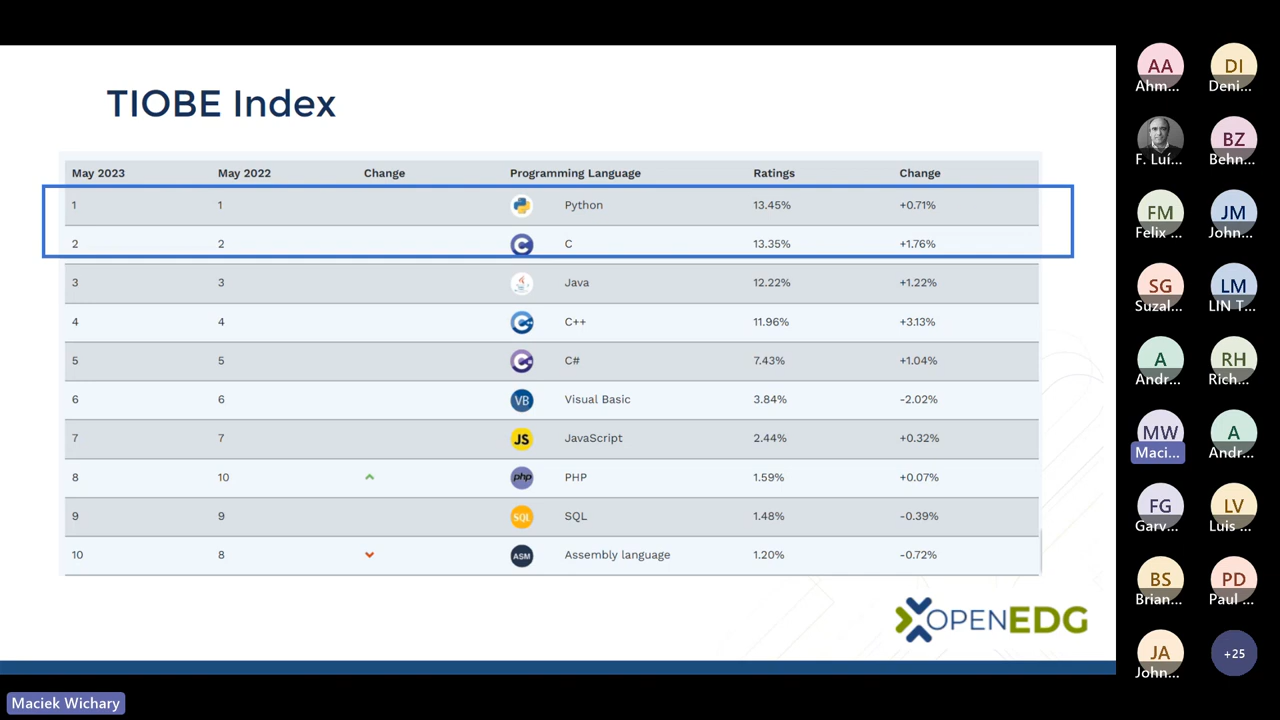 TIOBE Index
May 2023 May 2022 Change Programming Language Ratings Change
1 1 Python 13.45% +0.71%
2 2 C C 13.35% +1.76%
3 3 Java 12.22% +1.22%
4 4 C++ C++ 11.96% +3.13%
5 5 C C# 7.43% +1.04%
6 6 VB Visual Basic 3.84% -2.02%
7 7 JS JavaScript 2.44% +0.32%
8 10 php PHP 1.59% +0.07%
9 9 SQL SQL 1.48% -0.39%
10 8 ASM Assembly language 1.20% -0.72%
OPENEDG
Maciek Wichary
AA DI
Ahm... Deni...
BZ
F. Luí... Behn...
FM JM
Felix ... John...
SG LM
Suzal... LIN T...
A RH
Andr... Rich...
MW A
Maci... Andr...
FG LV
Garv... Luis ...
BS PD
Brian... Paul ...
JA +25
John...